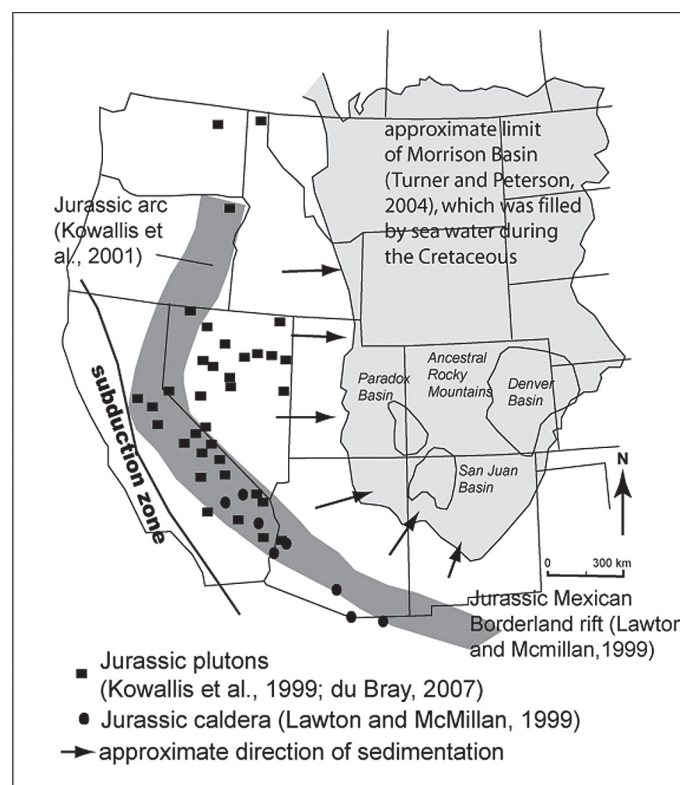 approximate limit
of Morrison Basin
(Turner and Peterson,
2004), which was filled
by sea water during
the Cretaceous
Jurassic arc
(Kowallis et
al., 2001)
subduction zone
Paradox
Basin
Ancestral
Rocky
Mountains
Denver
Basin
San Juan
Basin
N
0 300 km
Jurassic Mexican
Borderland rift (Lawton
and Mcmillan,1999)
Jurassic plutons
(Kowallis et al., 1999; du Bray, 2007)
Jurassic caldera (Lawton and McMillan, 1999)
approximate direction of sedimentation